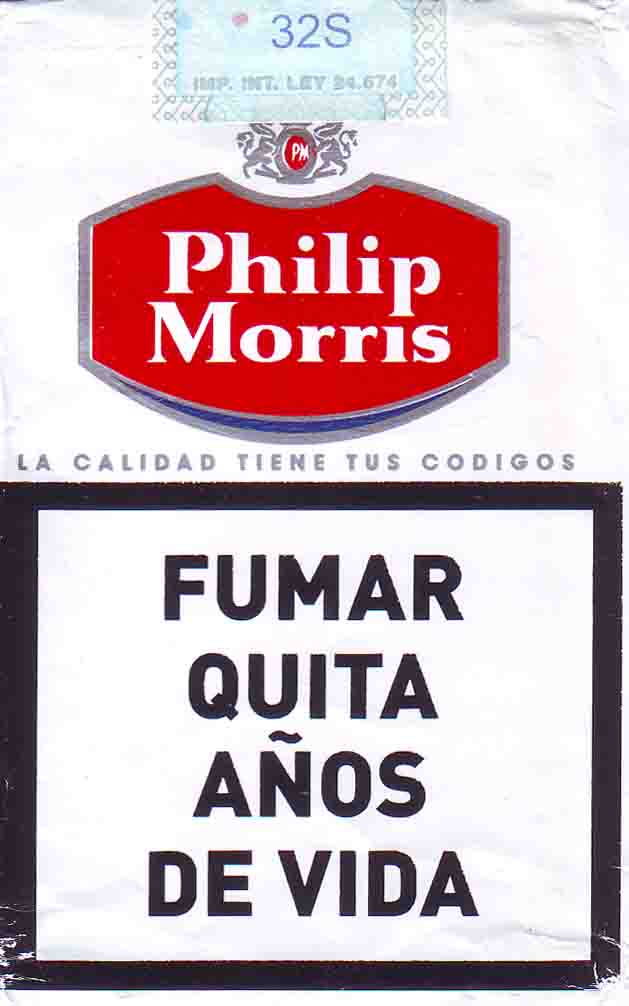 32S
IMP. INT. LEY 24.674
PM
Philip
Morris
LA CALIDAD TIENE TUS CODIGOS
FUMAR
QUITA
AÑOS
DE VIDA